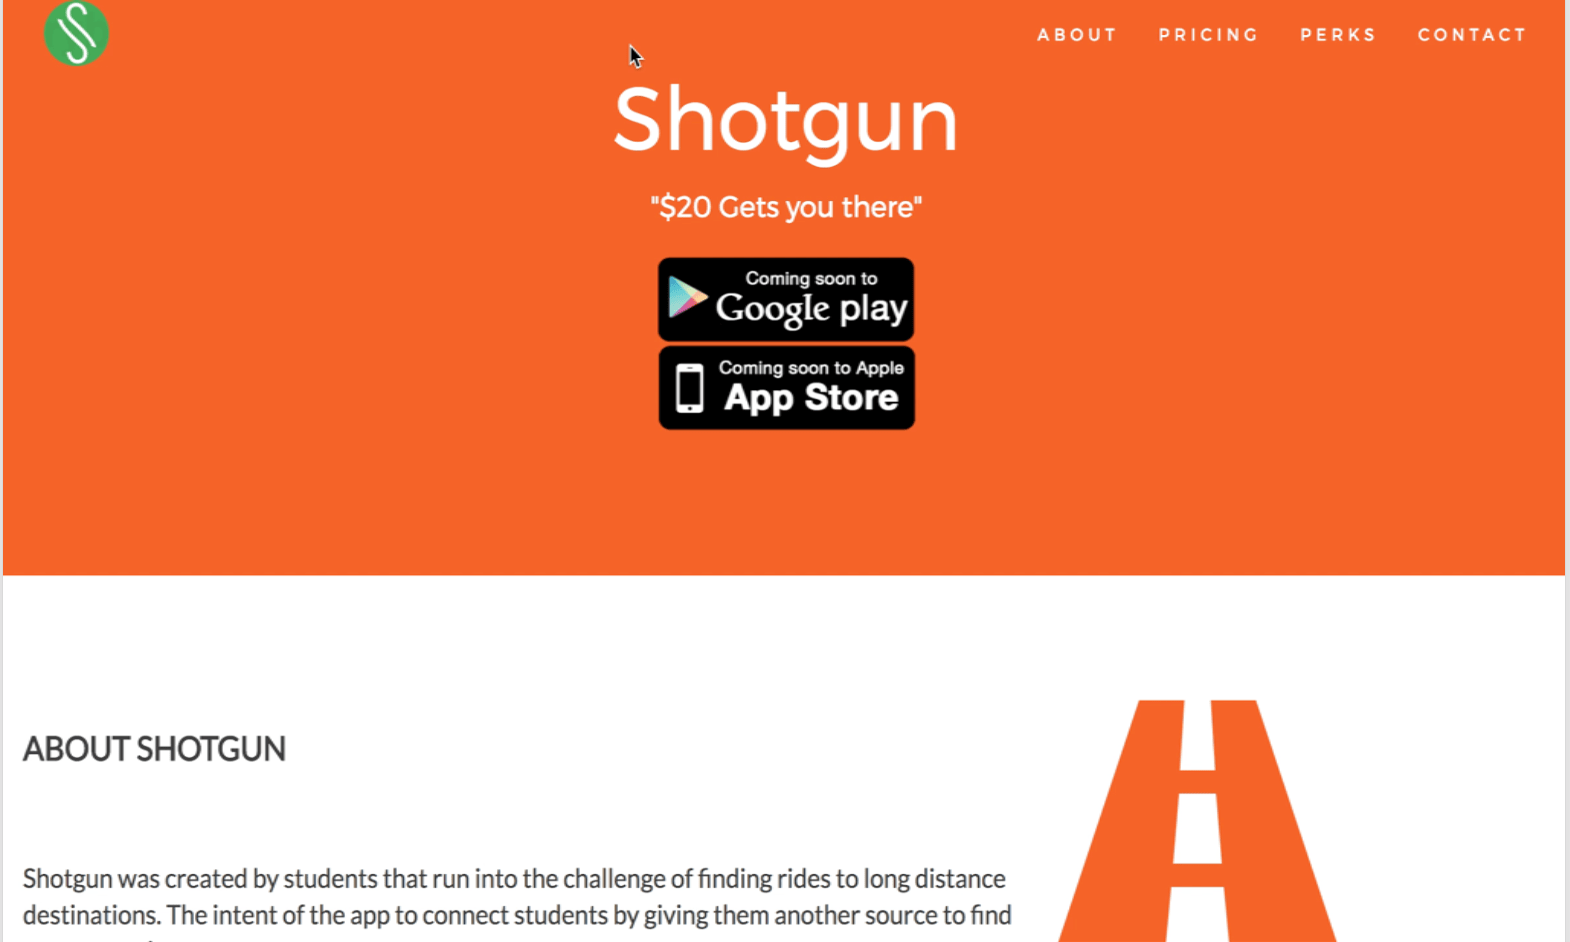 ABOUT PRICING PERKS CONTACT
Shotgun
"$20 Gets you there"
Coming soon to
Google play
Coming soon to Apple
App Store
ABOUT SHOTGUN
Shotgun was created by students that run into the challenge of finding rides to long distance
destinations. The intent of the app to connect students by giving them another source to find